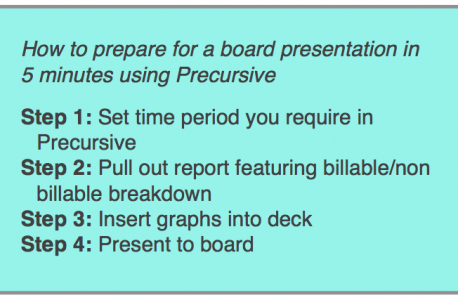 How to prepare for a board presentation in
5 minutes using Precursive
Step 1: Set time period you require in
Precursive
Step 2: Pull out report featuring billable/non
billable breakdown
Step 3: Insert graphs into deck
Step 4: Present to board